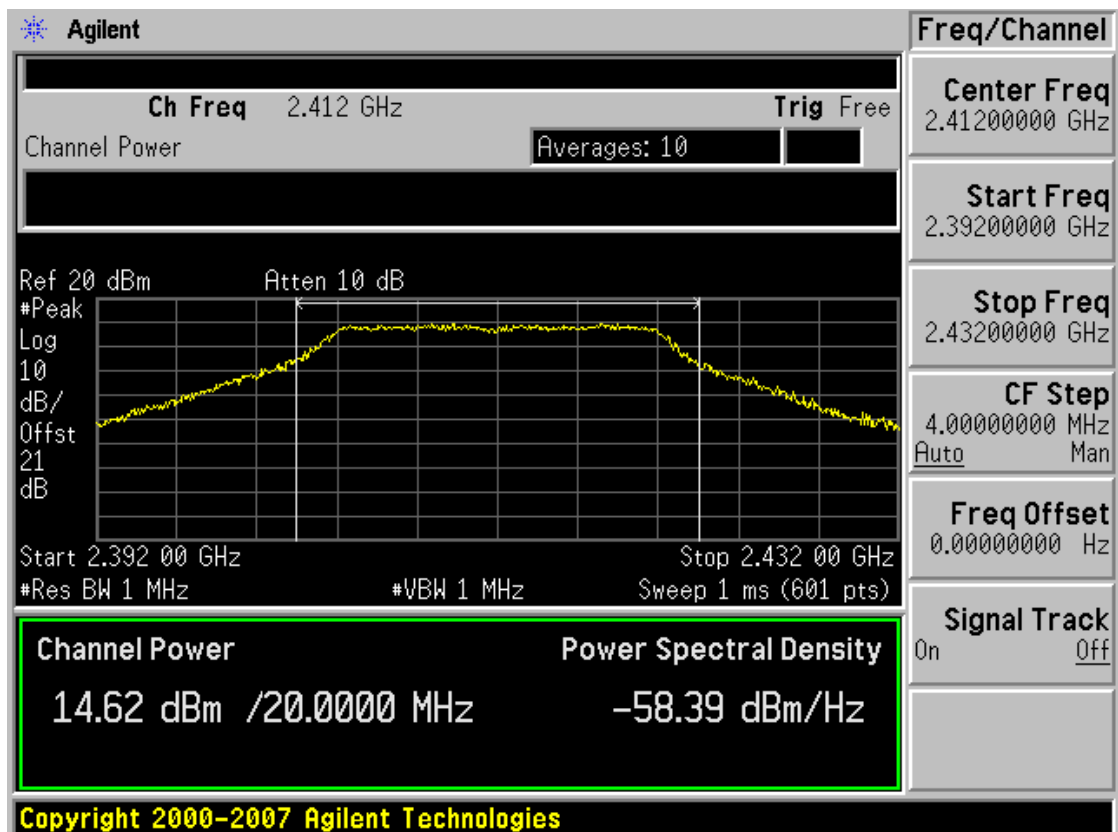 Agilent
Freq/Channel
Ch Freq 2.412 GHz Trig Free
Channel Power Averages: 10
Ref 20 dBm Atten 10 dB
#Peak
Log
10
dB/
Offst
21
dB
Start 2.392 00 GHz Stop 2.432 00 GHz
#Res BW 1 MHz #VBW 1 MHz Sweep 1 ms (601 pts)
Channel Power Power Spectral Density
14.62 dBm /20.0000 MHz -58.39 dBm/Hz
Center Freq
2.41200000 GHz
Start Freq
2.39200000 GHz
Stop Freq
2.43200000 GHz
CF Step
4.00000000 MHz
Auto Man
Freq Offset
0.00000000 Hz
Signal Track
On Off
Copyright 2000-2007 Agilent Technologies